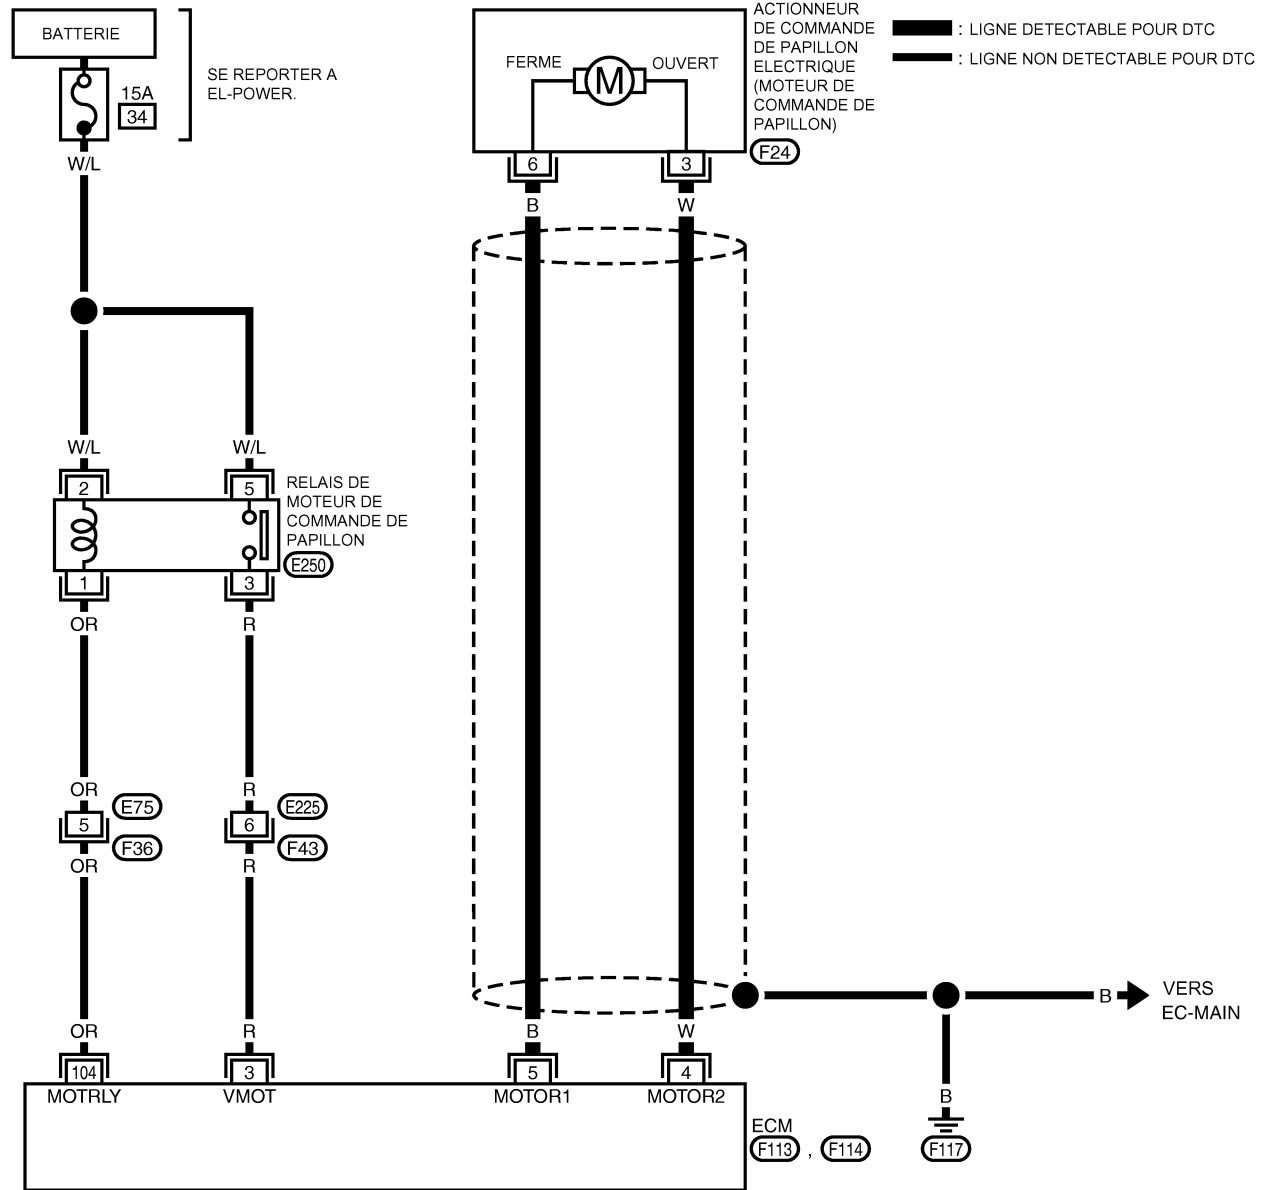 BATTERIE
15A
34
SE REPORTER A
EL-POWER.
W/L
FERME
M
OUVERT
ACTIONNEUR
DE COMMANDE
DE PAPILLON
ELECTRIQUE
(MOTEUR DE
COMMANDE DE
PAPILLON)
F24
: LIGNE DETECTABLE POUR DTC
: LIGNE NON DETECTABLE POUR DTC
6
3
B
W
W/L
W/L
2
5
RELAIS DE
MOTEUR DE
COMMANDE DE
PAPILLON
E250
1
3
OR
R
OR
R
E75
E225
5
6
F36
F43
OR
R
B
VERS
EC-MAIN
OR
R
B
W
104
3
5
4
MOTRLY
VMOT
MOTOR1
MOTOR2
B
ECM
F113 , F114
F117